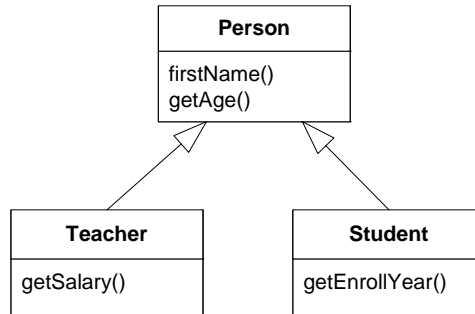 Person
firstName()
getAge()
Teacher
getSalary()
Student
getEnrollYear()